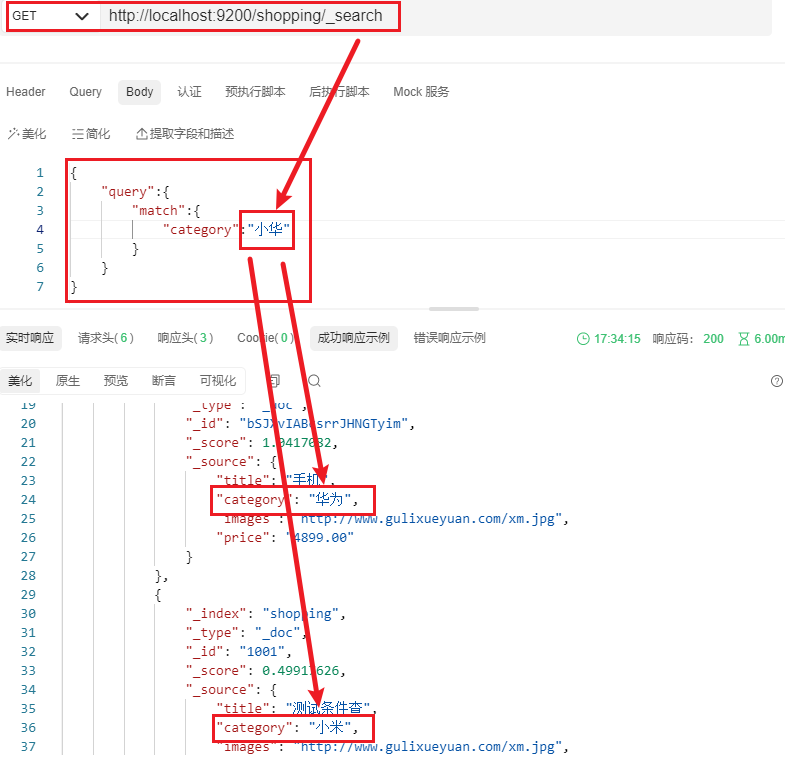 GET http://localhost:9200/shopping/_search
Header Query Body 认证 预执行脚本 后执行脚本 Mock 服务
美化 简化 提取字段和描述
1 {
2 "query":{
3 "match":{
4 "category":"小华"
5 }
6 }
7 }
实时响应 请求头(6) 响应头(3) Cookie(0) 成功响应示例 错误响应示例 17:34:15 响应码: 200 6.00m
美化 原生 预览 断言 可视化
19 "_type": "_doc",
20 "_id":
21 "_score":
22 "_source": {
23 "title": "手机",
24 "category": "华为",
25 "images": "http://www.gulixueyuan.com/xm.jpg",
26 "price": "4899.00"
27 }
28 },
29 {
30 "_index": "shopping",
31 "_type": "_doc",
32 "_id": "1001",
33 "_score":
34 "_source": {
35 "title": "测试条件查",
36 "category": "小米",
37 "images": "http://www.gulixueyuan.com/xm.jpg",